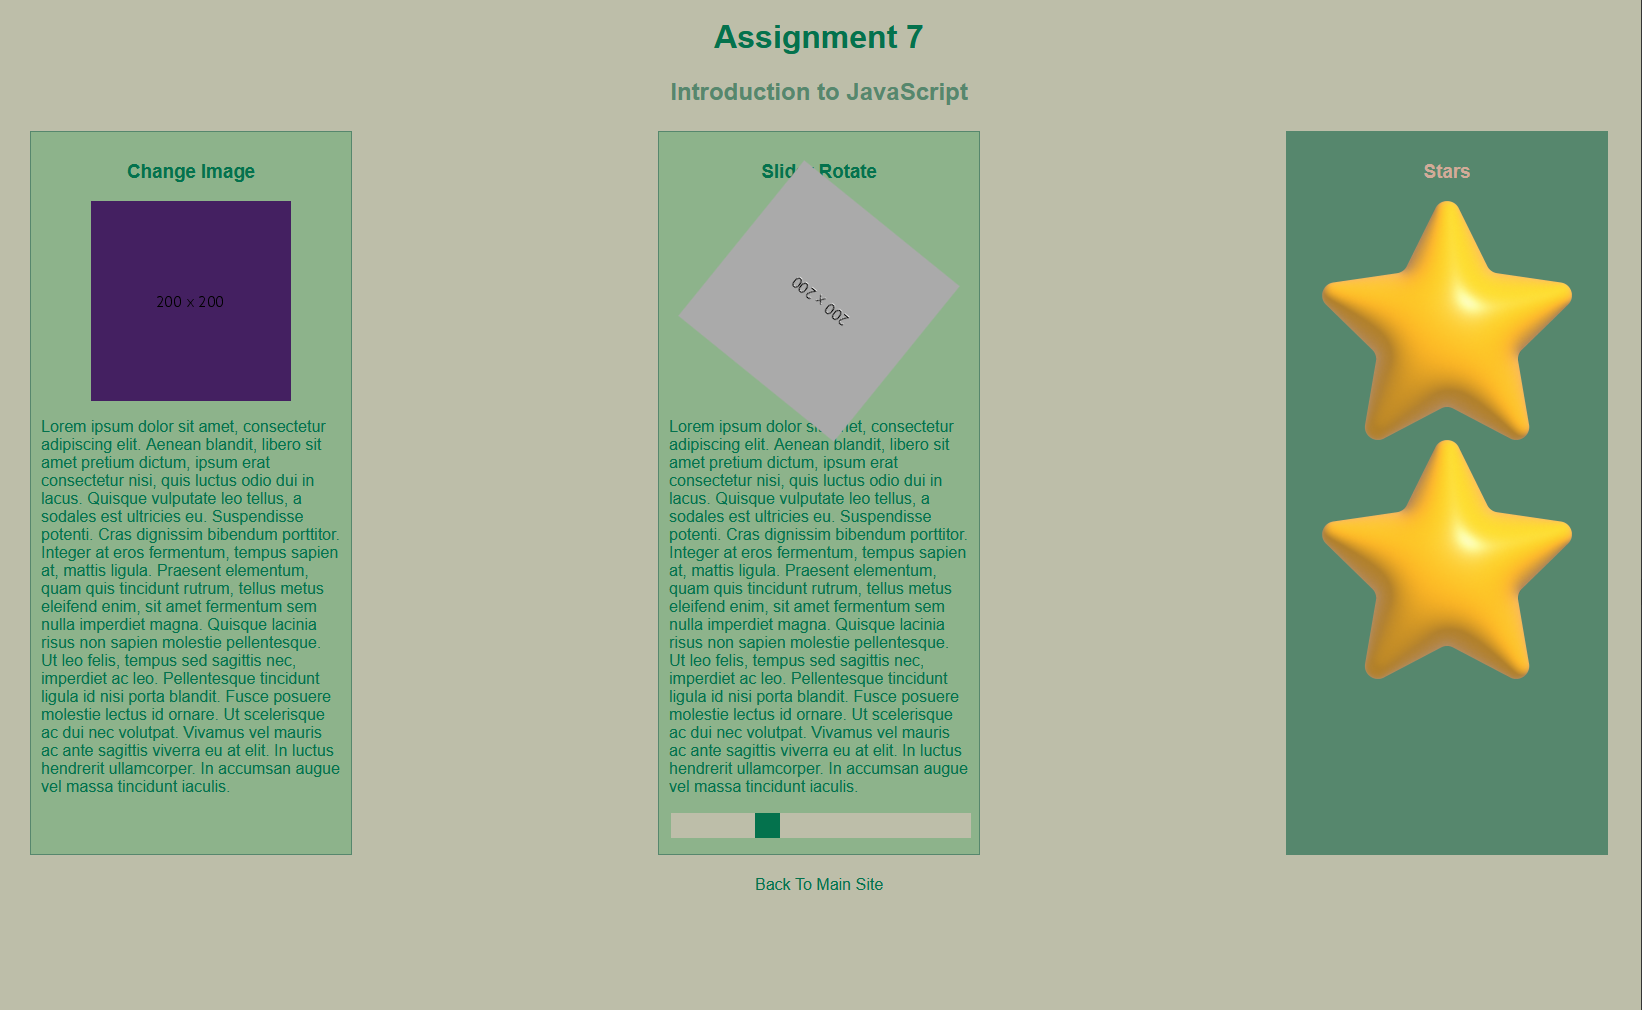 Assignment 7
Introduction to JavaScript
Change Image
200 x 200
Lorem ipsum dolor sit amet, consectetur
adipiscing elit. Aenean blandit, libero sit
amet pretium dictum, ipsum erat
consectetur nisi, quis luctus odio dui in
lacus. Quisque vulputate leo tellus, a
sodales est ultricies eu. Suspendisse
potenti. Cras dignissim bibendum porttitor.
Integer at eros fermentum, tempus sapien
at, mattis ligula. Praesent elementum,
quam quis tincidunt rutrum, tellus metus
eleifend enim, sit amet fermentum sem
nulla imperdiet magna. Quisque lacinia
risus non sapien molestie pellentesque.
Ut leo felis, tempus sed sagittis nec,
imperdiet ac leo. Pellentesque tincidunt
ligula id nisi porta blandit. Fusce posuere
molestie lectus id ornare. Ut scelerisque
ac dui nec volutpat. Vivamus vel mauris
ac ante sagittis viverra eu at elit. In luctus
hendrerit ullamcorper. In accumsan augue
vel massa tincidunt iaculis.
Rotate
200 x 200
Lorem ipsum dolor
adipiscing elit. Aenean blandit, libero sit
amet pretium dictum, ipsum erat
consectetur nisi, quis luctus odio dui in
lacus. Quisque vulputate leo tellus, a
sodales est ultricies eu. Suspendisse
potenti. Cras dignissim bibendum porttitor.
Integer at eros fermentum, tempus sapien
at, mattis ligula. Praesent elementum,
quam quis tincidunt rutrum, tellus metus
eleifend enim, sit amet fermentum sem
nulla imperdiet magna. Quisque lacinia
risus non sapien molestie pellentesque.
Ut leo felis, tempus sed sagittis nec,
imperdiet ac leo. Pellentesque tincidunt
ligula id nisi porta blandit. Fusce posuere
molestie lectus id ornare. Ut scelerisque
ac dui nec volutpat. Vivamus vel mauris
ac ante sagittis viverra eu at elit. In luctus
hendrerit ullamcorper. In accumsan augue
vel massa tincidunt iaculis.
Stars
Back To Main Site